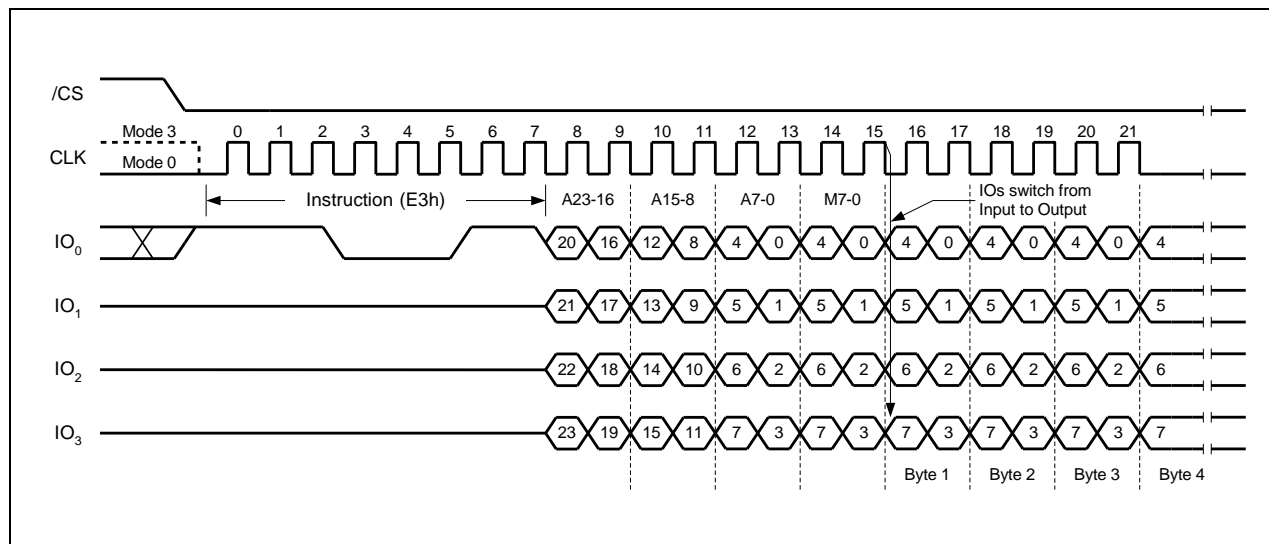 /CS
Mode 3 0 1 2 3 4 5 6 7 8 9 10 11 12 13 14 15 16 17 18 19 20 21
CLK
Mode 0
Instruction (E3h) A23-16 A15-8 A7-0 M7-0 IOs switch from
Input to Output
IO0 20 16 12 8 4 0 4 0 4 0 4 0 4 0 4
IO1 21 17 13 9 5 1 5 1 5 1 5 1 5 1 5
IO2 22 18 14 10 6 2 6 2 6 2 6 2 6 2 6
IO3 23 19 15 11 7 3 7 3 7 3 7 3 7 3 7
Byte 1 Byte 2 Byte 3 Byte 4